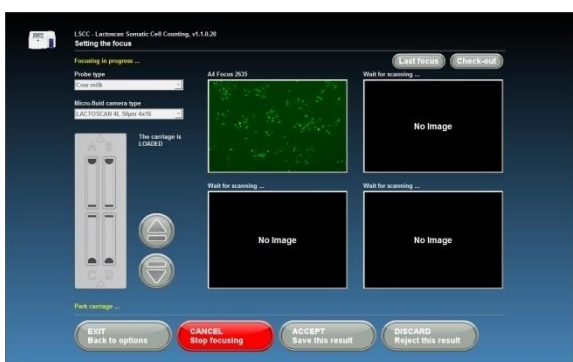 LSCC - Lactoscan Somatic Cell Counting, v1.1.0.20
Setting the focus
Focusing in progress ...
Last focus
Check-out
Probe type
Cow milk
Micro-fluid camera type
LACTOSCAN 4L 50µm 4x16
The carriage is
LOADED
A B
C D
A4 Focus 2635
Wait for scanning ...
No Image
Wait for scanning ...
No Image
Wait for scanning ...
No Image
Park carriage ...
EXIT
Back to options
CANCEL
Stop focusing
ACCEPT
Save this result
DISCARD
Reject this result